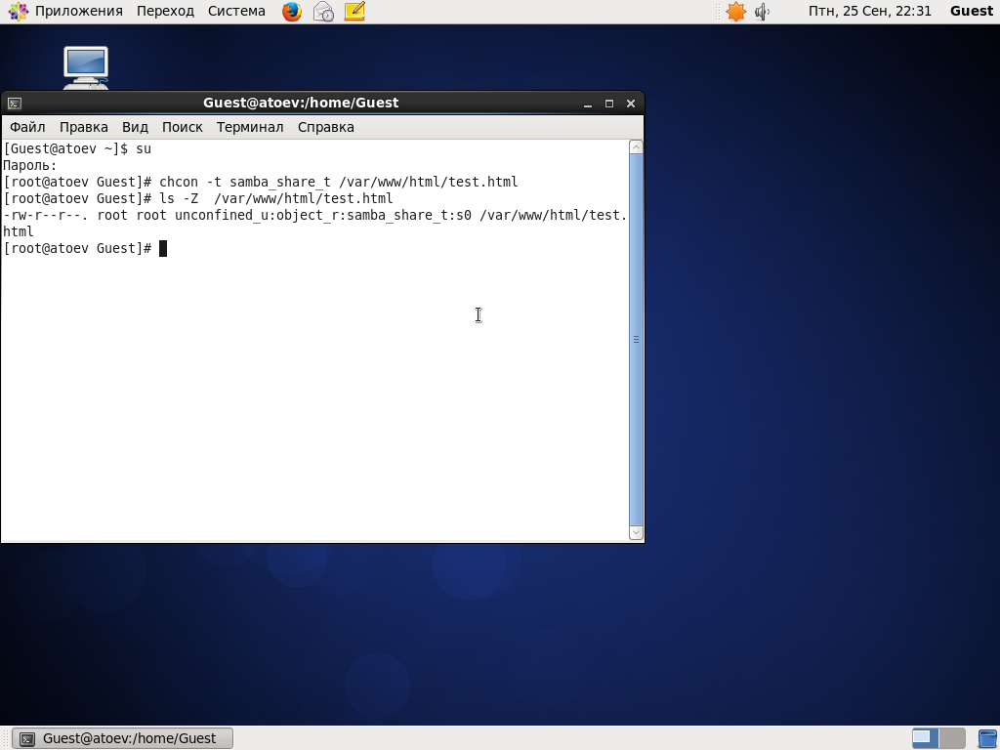 Приложения Переход Система Птн, 25 Сен, 22:31 Guest
Guest@atoev:/home/Guest
Файл Правка Вид Поиск Терминал Справка
[Guest@atoev ~]$ su
Пароль:
[root@atoev Guest]# chcon -t samba_share_t /var/www/html/test.html
[root@atoev Guest]# ls -Z  /var/www/html/test.html
-rw-r--r--. root root unconfined_u:object_r:samba_share_t:s0 /var/www/html/test.
html
[root@atoev Guest]#
Guest@atoev:/home/Guest